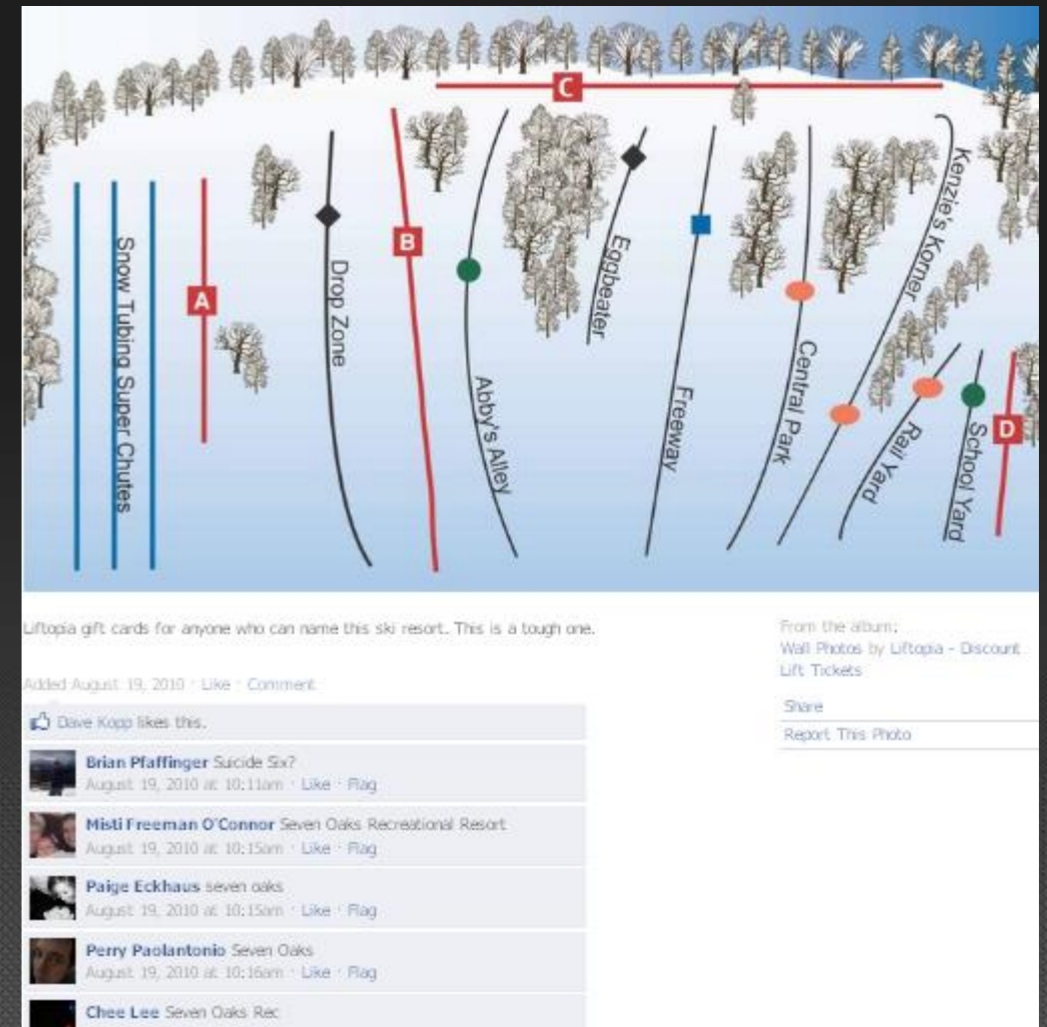 C
A
B
D
Snow Tubing Super Chutes
Drop Zone
Abby's Alley
Eggbeater
Freeway
Central Park
Kenzie's Korner
Rail Yard
School Yard
Liftopia gift cards for anyone who can name this ski resort. This is a tough one.
Added August 19, 2010 · Like · Comment
From the album:
Wall Photos by Liftopia - Discount
Lift Tickets
Share
Report This Photo
Dave Kopp likes this.
Brian Pfaffinger Suicide Six?
August 19, 2010 at 10:11am · Like · Flag
Misti Freeman O'Connor Seven Oaks Recreational Resort
August 19, 2010 at 10:15am · Like · Flag
Paige Eckhaus seven oaks
August 19, 2010 at 10:15am · Like · Flag
Perry Paolantonio Seven Oaks
August 19, 2010 at 10:16am · Like · Flag
Chee Lee Seven Oaks Rec